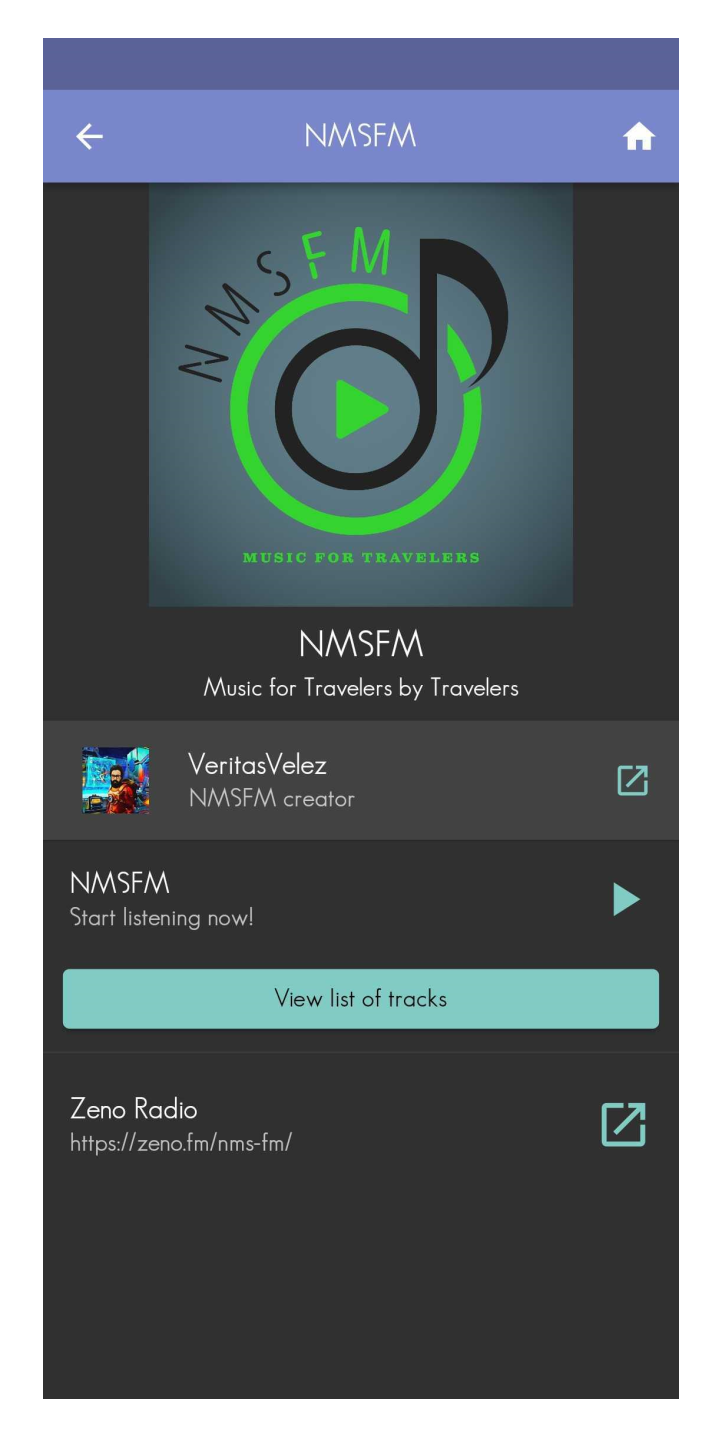 NMSFM
NMSFM
MUSIC FOR TRAVELERS
NMSFM
Music for Travelers by Travelers
VeritasVelez
NMSFM creator
NMSFM
Start listening now!
View list of tracks
Zeno Radio
https://zeno.fm/nms-fm/